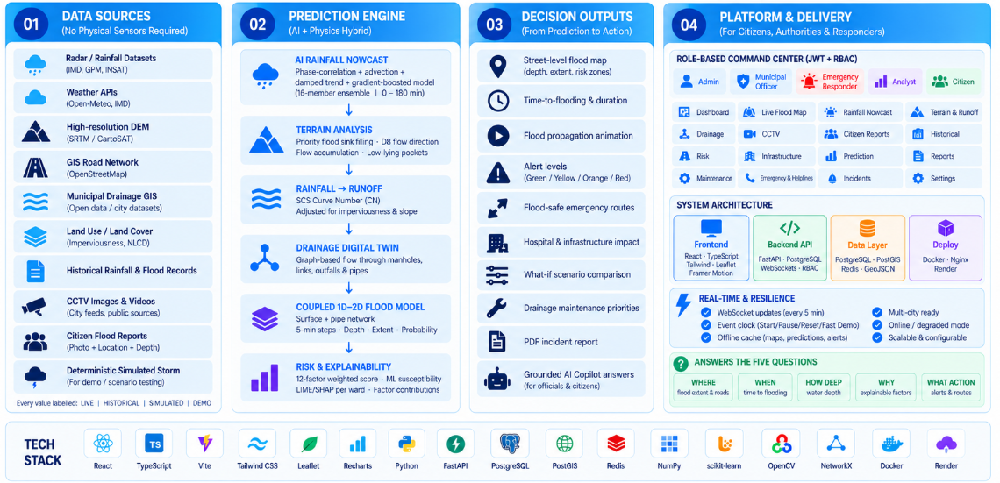 01
DATA SOURCES
(No Physical Sensors Required)
Radar / Rainfall Datasets
(IMD, GPM, INSAT)
Weather APIs
(Open-Meteo, IMD)
High-resolution DEM
(SRTM / CartoSAT)
GIS Road Network
(OpenStreetMap)
Municipal Drainage GIS
(Open data / city datasets)
Land Use / Land Cover
(Imperviousness, NLCD)
Historical Rainfall & Flood Records
CCTV Images & Videos
(City feeds, public sources)
Citizen Flood Reports
(Photo + Location + Depth)
Deterministic Simulated Storm
(For demo / scenario testing)
Every value labelled: LIVE | HISTORICAL | SIMULATED | DEMO
02
PREDICTION ENGINE
(AI + Physics Hybrid)
AI RAINFALL NOWCAST
Phase-correlation + advection +
damped trend + gradient-boosted model
(16-member ensemble | 0 – 180 min)
TERRAIN ANALYSIS
Priority flood sink filling · D8 flow direction
Flow accumulation · Low-lying pockets
RAINFALL → RUNOFF
SCS Curve Number (CN)
Adjusted for imperviousness & slope
DRAINAGE DIGITAL TWIN
Graph-based flow through manholes,
links, outfalls & pipes
COUPLED 1D–2D FLOOD MODEL
Surface + pipe network
5-min steps · Depth · Extent · Probability
RISK & EXPLAINABILITY
12-factor weighted score · ML susceptibility
LIME/SHAP per ward · Factor contributions
03
DECISION OUTPUTS
(From Prediction to Action)
Street-level flood map
(depth, extent, risk zones)
Time-to-flooding & duration
Flood propagation animation
Alert levels
(Green / Yellow / Orange / Red)
Flood-safe emergency routes
Hospital & infrastructure impact
What-if scenario comparison
Drainage maintenance priorities
PDF incident report
Grounded AI Copilot answers
(for officials & citizens)
04
PLATFORM & DELIVERY
(For Citizens, Authorities & Responders)
ROLE-BASED COMMAND CENTER (JWT + RBAC)
Admin
Municipal
Officer
Emergency
Responder
Analyst
Citizen
Dashboard
Live Flood Map
Rainfall Nowcast
Terrain & Runoff
Drainage
CCTV
Citizen Reports
Historical
Risk
Infrastructure
Prediction
Reports
Maintenance
Emergency & Helplines
Incidents
Settings
SYSTEM ARCHITECTURE
Frontend
React · TypeScript
Tailwind · Leaflet
Framer Motion
Backend API
FastAPI · PostgreSQL
WebSockets · RBAC
Data Layer
PostgreSQL · PostGIS
Redis · GeoJSON
Deploy
Docker · Nginx
Render
REAL-TIME & RESILIENCE
WebSocket updates (every 5 min)
Multi-city ready
Event clock (Start/Pause/Reset/Fast Demo)
Online / degraded mode
Offline cache (maps, predictions, alerts)
Scalable & configurable
?
ANSWERS THE FIVE QUESTIONS
WHERE
flood extent & roads
WHEN
time to flooding
HOW DEEP
water depth
WHY
explainable factors
WHAT ACTION
alerts & routes
TECH
STACK
React
TS
TypeScript
Vite
Tailwind CSS
Leaflet
Recharts
Python
FastAPI
PostgreSQL
PostGIS
Redis
NumPy
scikit-learn
OpenCV
NetworkX
Docker
Render